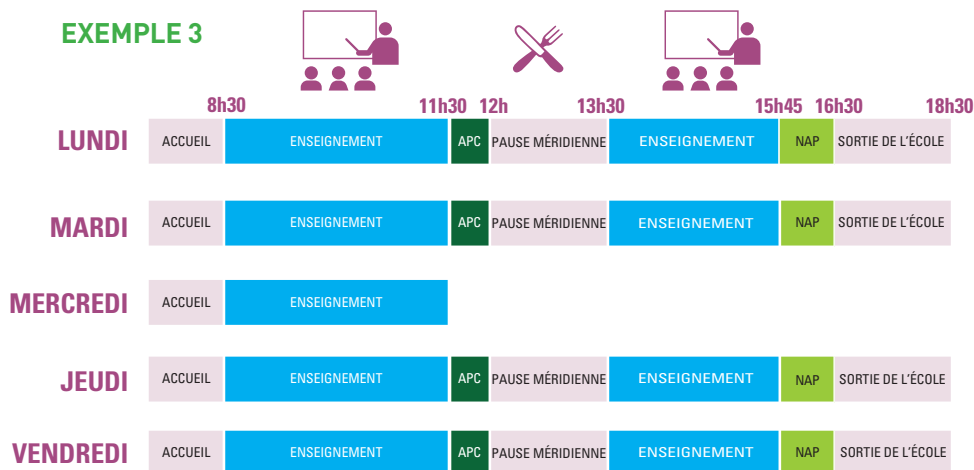 EXEMPLE 3
8h30 11h30 12h 13h30 15h45 16h30 18h30
LUNDI ACCUEIL ENSEIGNEMENT APC PAUSE MÉRIDIENNE ENSEIGNEMENT NAP SORTIE DE L'ÉCOLE
MARDI ACCUEIL ENSEIGNEMENT APC PAUSE MÉRIDIENNE ENSEIGNEMENT NAP SORTIE DE L'ÉCOLE
MERCREDI ACCUEIL ENSEIGNEMENT
JEUDI ACCUEIL ENSEIGNEMENT APC PAUSE MÉRIDIENNE ENSEIGNEMENT NAP SORTIE DE L'ÉCOLE
VENDREDI ACCUEIL ENSEIGNEMENT APC PAUSE MÉRIDIENNE ENSEIGNEMENT NAP SORTIE DE L'ÉCOLE